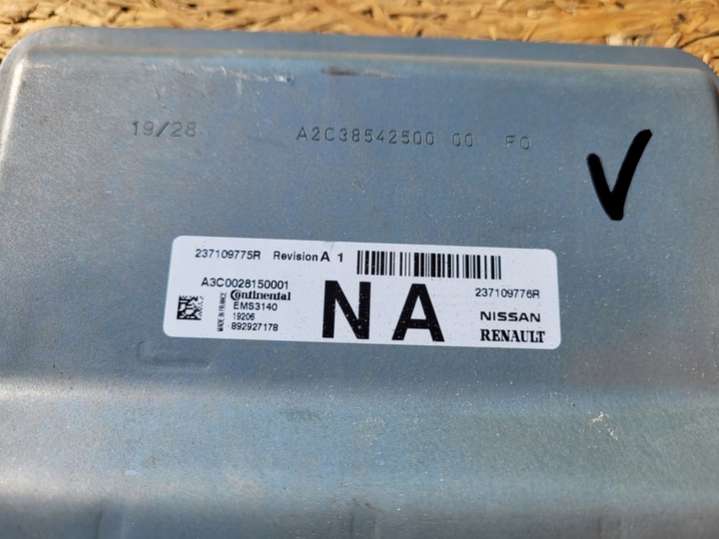 19/28 A2C38542500 00 F0
237109775R Revision A 1
A3C0028150001
Continental
MADE IN FRANCE
EMS3140
19206
892927178
NA
237109776R
NISSAN
RENAULT